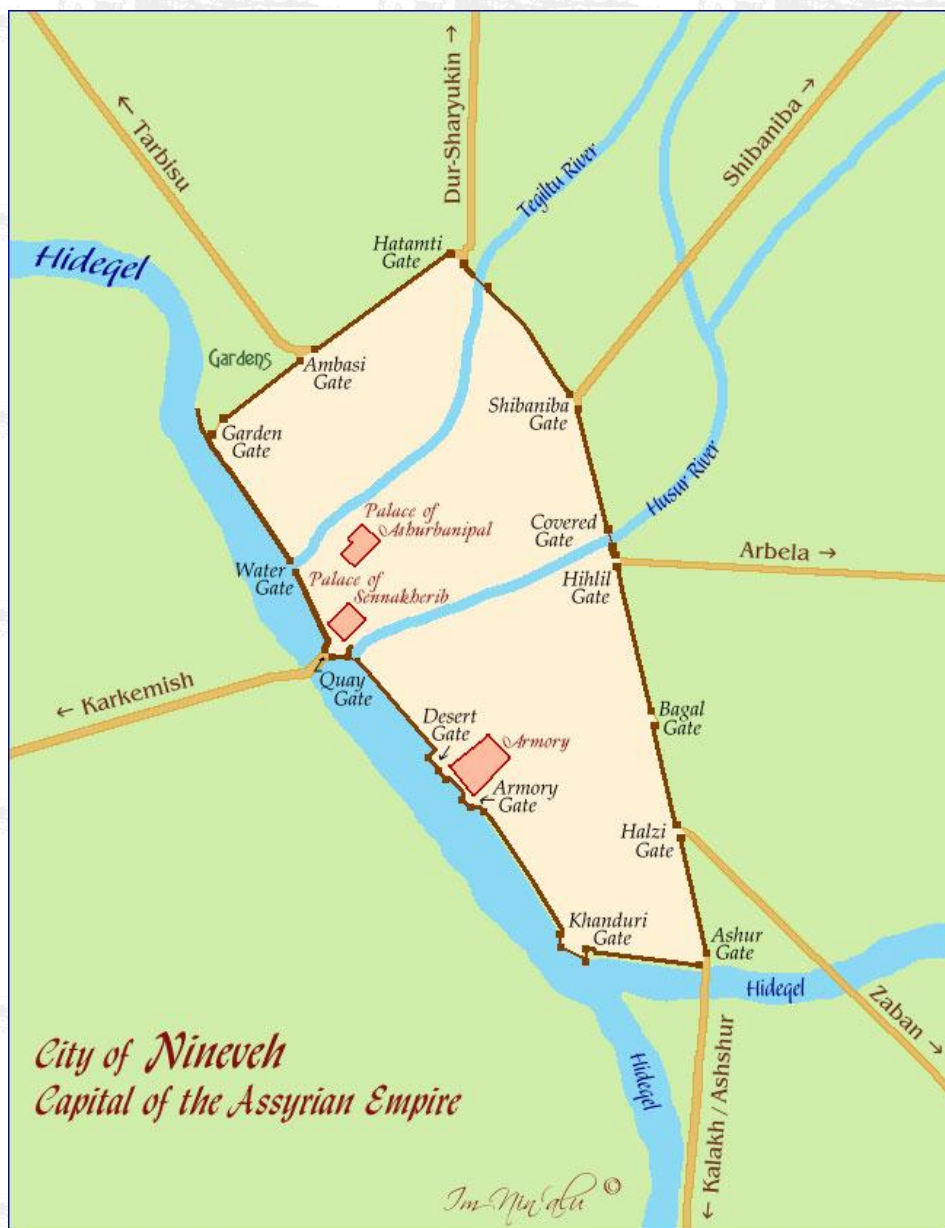 Dur-Sharyukin →
← Tarbisu
Shibaniba →
Tegiltu River
Hatamti
Gate
Hideqel
Gardens
Ambasi
Gate
Shibaniba
Gate
Garden
Gate
Husur River
Palace of
Ashurbanipal
Covered
Gate
Arbela →
Water
Gate
Hihlil
Gate
Palace of
Sennakherib
Quay
Gate
← Karkemish
Desert
Gate
Bagal
Gate
Armory
←Armory
Gate
Halzi
Gate
Khanduri
Gate
Ashur
Gate
Hideqel
Zaban →
Hideqel
← Kalakh / Ashshur
City of Nineveh
Capital of the Assyrian Empire
Im Nin'alu ©